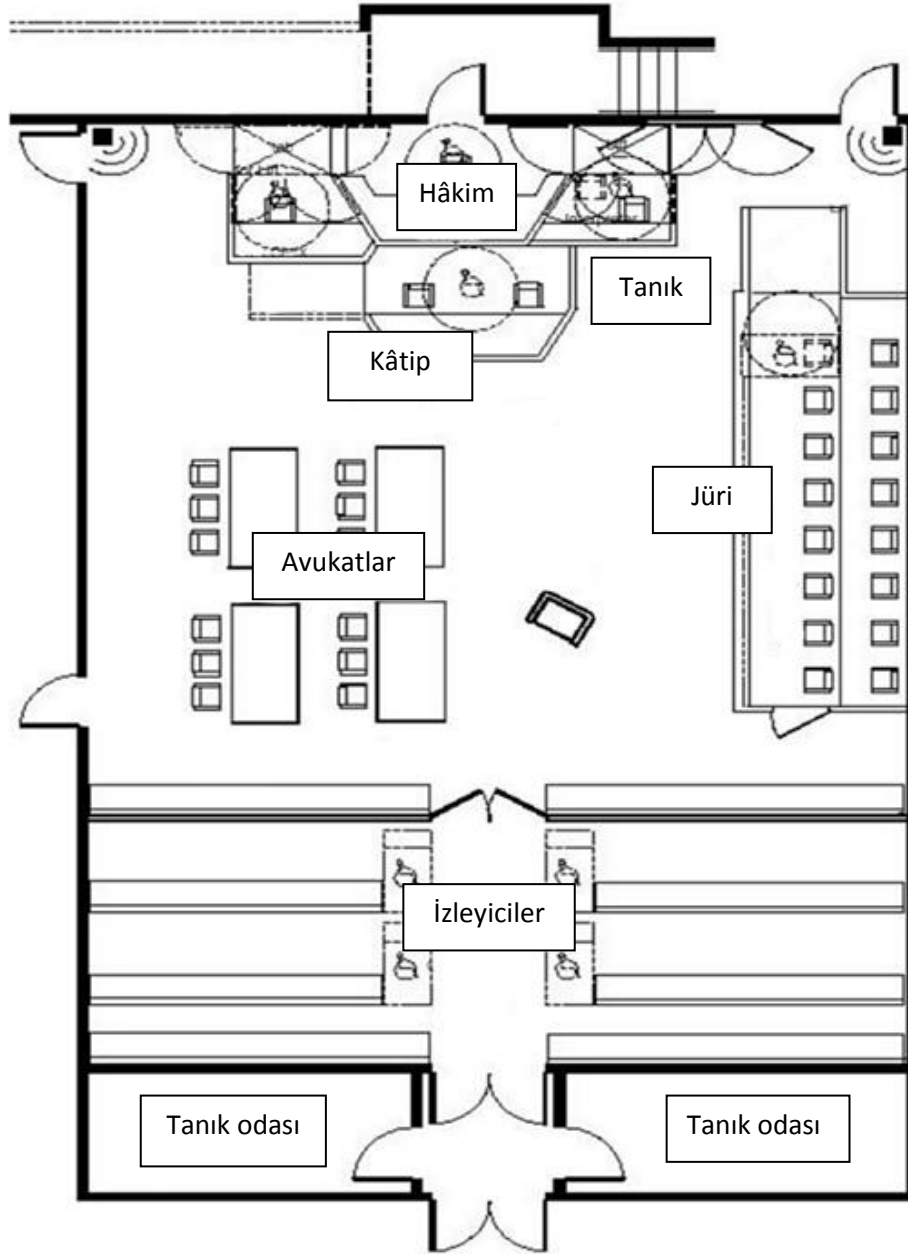 Hâkim
Tanık
Kâtip
Jüri
Avukatlar
İzleyiciler
Tanık odası
Tanık odası